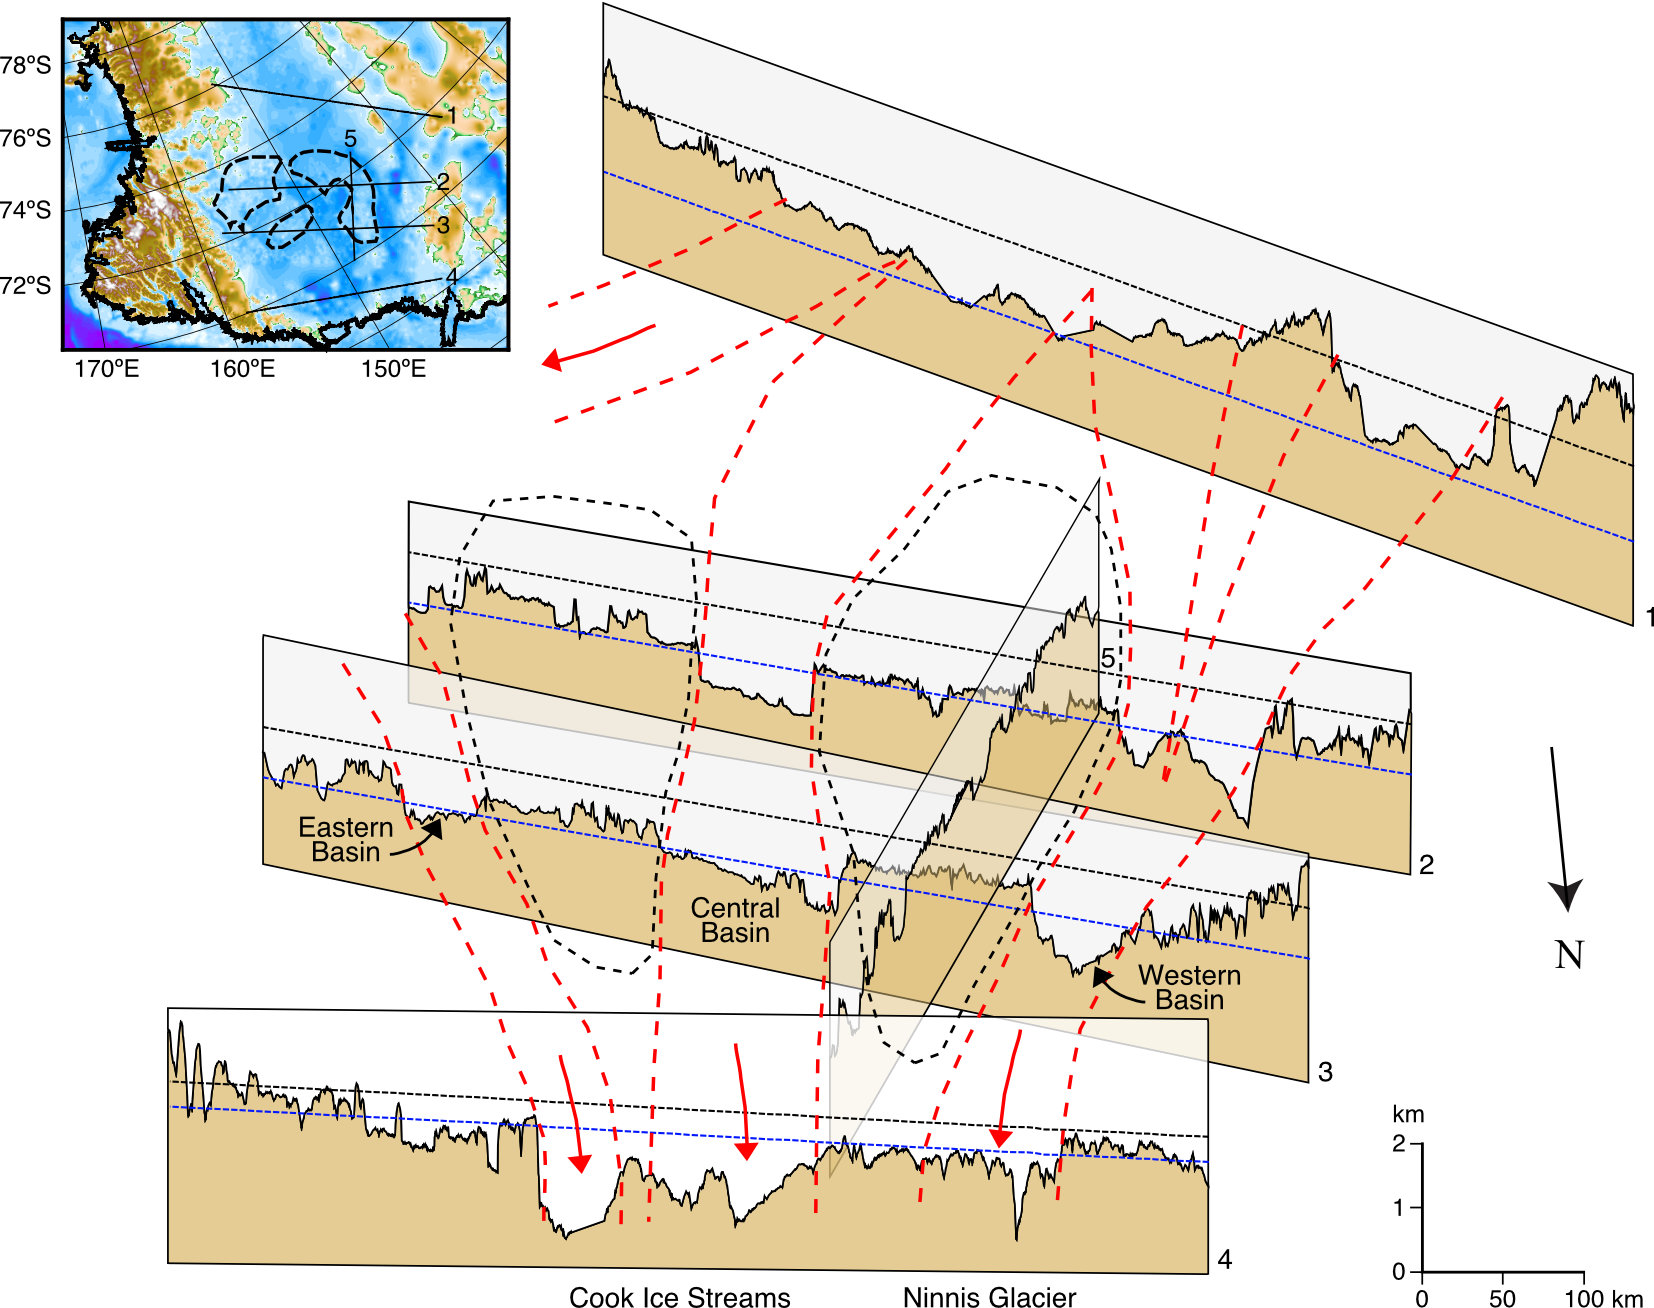 78°S
76°S
74°S
72°S
170°E 160°E 150°E
1
5
2
3
4
1
5
2
Eastern
Basin
Central
Basin
Western
Basin
N
3
4
km
2
1
0
0 50 100 km
Cook Ice Streams
Ninnis Glacier